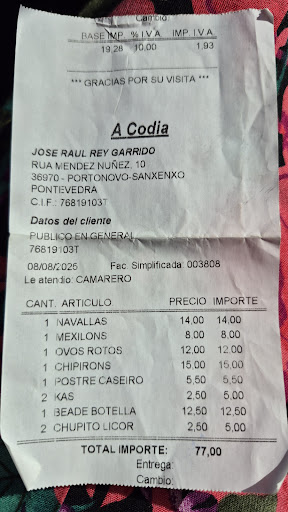 Cambio:
BASE IMP. % I.V.A IMP. I.V.A
19,28 10,00 1,93
*** GRACIAS POR SU VISITA ***
A Codia
JOSE RAUL REY GARRIDO
RUA MENDEZ NUÑEZ, 10
36970 - PORTONOVO-SANXENXO
PONTEVEDRA
C.I.F.: 76819103T
Datos del cliente
PUBLICO EN GENERAL
76819103T
08/08/2025 Fac. Simplificada: 003808
Le atendio: CAMARERO
CANT. ARTICULO PRECIO IMPORTE
1 NAVALLAS 14,00 14,00
1 MEXILONS 8,00 8,00
1 OVOS ROTOS 12,00 12,00
1 CHIPIRONS 15,00 15,00
1 POSTRE CASEIRO 5,50 5,50
2 KAS 2,50 5,00
1 BEADE BOTELLA 12,50 12,50
2 CHUPITO LICOR 2,50 5,00
TOTAL IMPORTE: 77,00
Entrega:
Cambio: